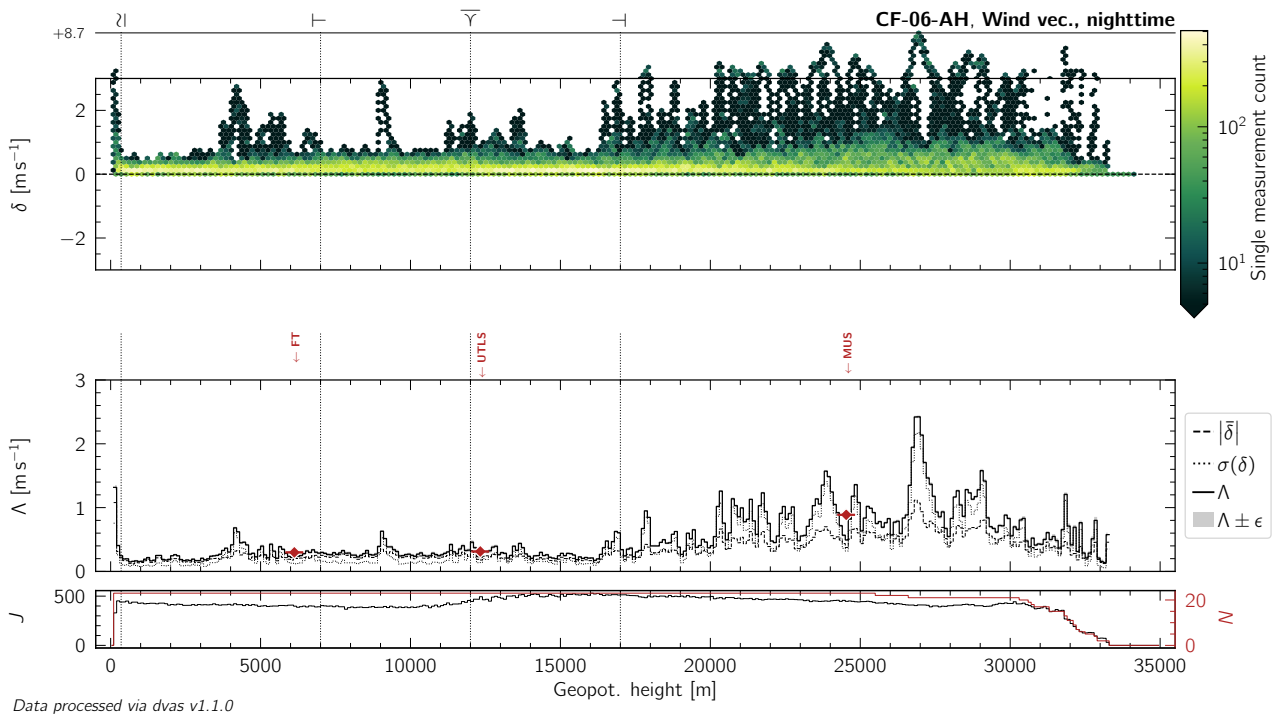 CF-06-AH, Wind vec., nighttime
+8.7
2
0
−2
δ [m s⁻¹]
10²
10¹
Single measurement count
FT
UTLS
MUS
3
2
1
0
Λ [m s⁻¹]
|δ̄|
σ(δ)
Λ
Λ ± ϵ
500
0
J
20
0
N
0 5000 10000 15000 20000 25000 30000 35000
Geopot. height [m]
Data processed via dvas v1.1.0